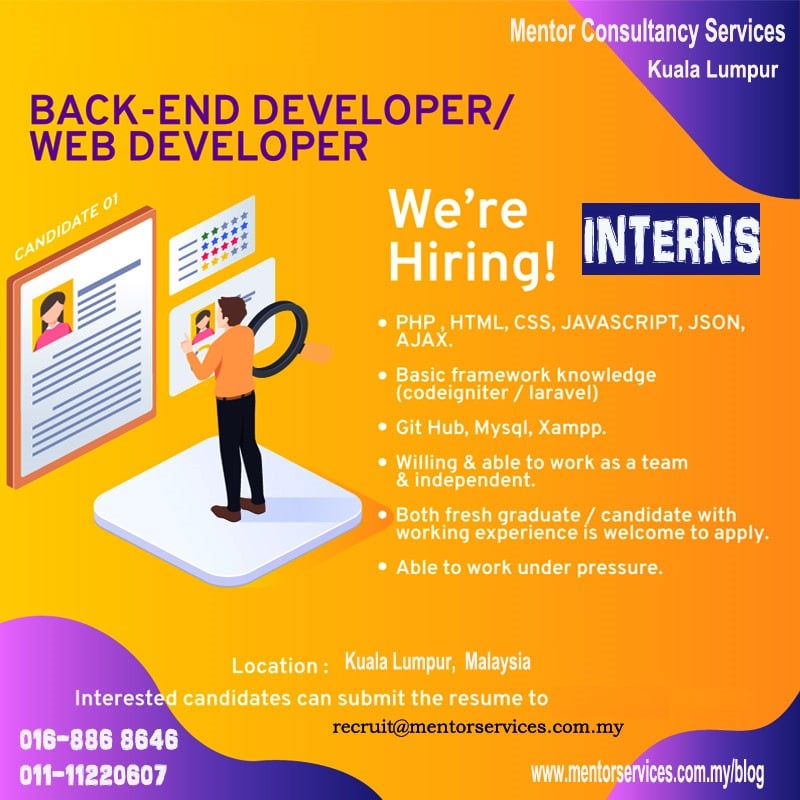 Mentor Consultancy Services
Kuala Lumpur
BACK-END DEVELOPER/
WEB DEVELOPER
CANDIDATE 01
We're
Hiring!
INTERNS
• PHP , HTML, CSS, JAVASCRIPT, JSON,
AJAX.
• Basic framework knowledge
(codeigniter / laravel)
• Git Hub, Mysql, Xampp.
• Willing & able to work as a team
& independent.
• Both fresh graduate / candidate with
working experience is welcome to apply.
• Able to work under pressure.
Location : Kuala Lumpur, Malaysia
Interested candidates can submit the resume to
recruit@mentorservices.com.my
016-886 8646
011-11220607
www.mentorservices.com.my/blog